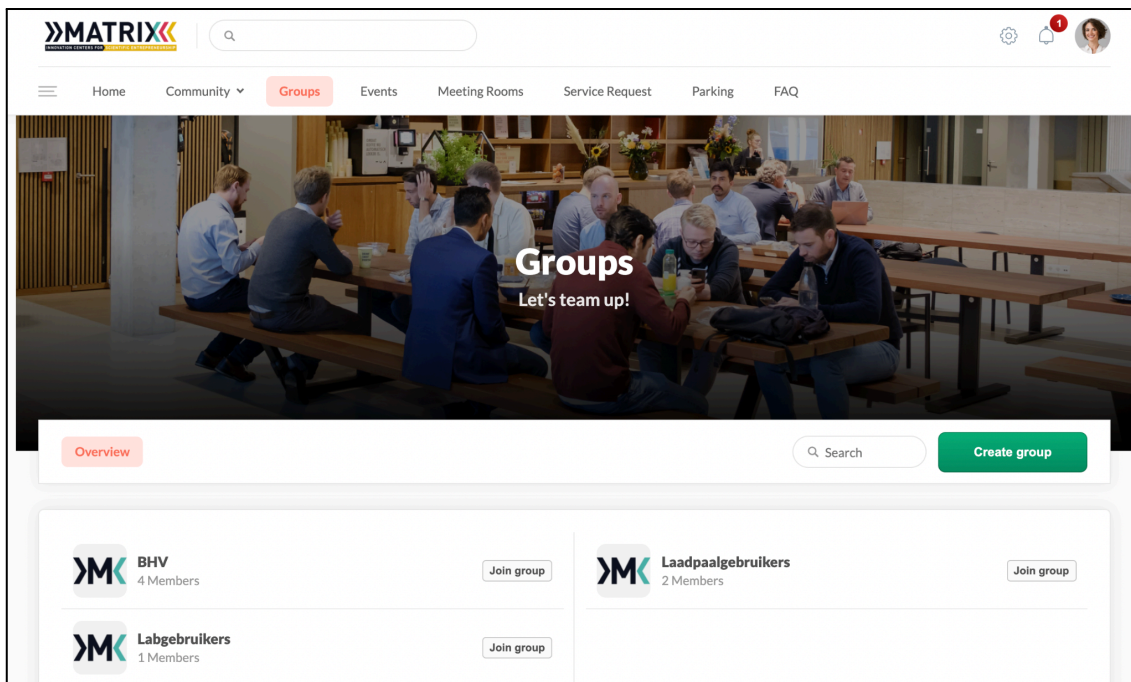 MATRIX
INNOVATION CENTERS FOR SCIENTIFIC ENTREPRENEURSHIP
1
Home Community Groups Events Meeting Rooms Service Request Parking FAQ
Groups
Let's team up!
Overview Search Create group
BHV
4 Members
Join group
Laadpaalgebruikers
2 Members
Join group
Labgebruikers
1 Members
Join group